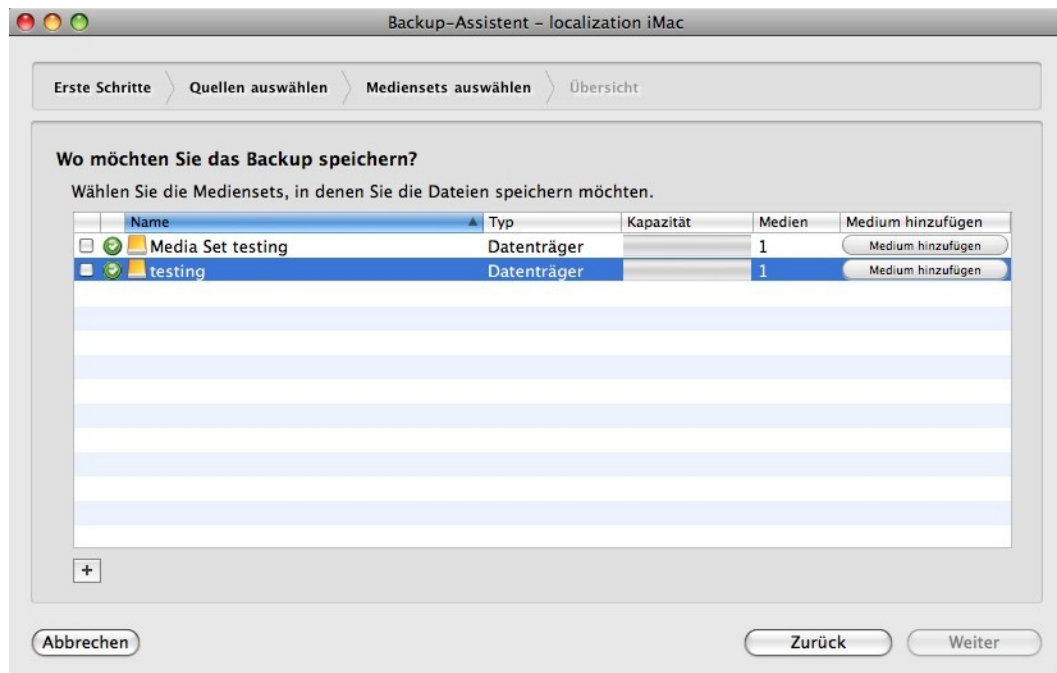 Backup-Assistent – localization iMac
Erste Schritte Quellen auswählen Mediensets auswählen Übersicht
Wo möchten Sie das Backup speichern?
Wählen Sie die Mediensets, in denen Sie die Dateien speichern möchten.
Name Typ Kapazität Medien Medium hinzufügen
Media Set testing Datenträger 1 Medium hinzufügen
testing Datenträger 1 Medium hinzufügen
+
Abbrechen Zurück Weiter